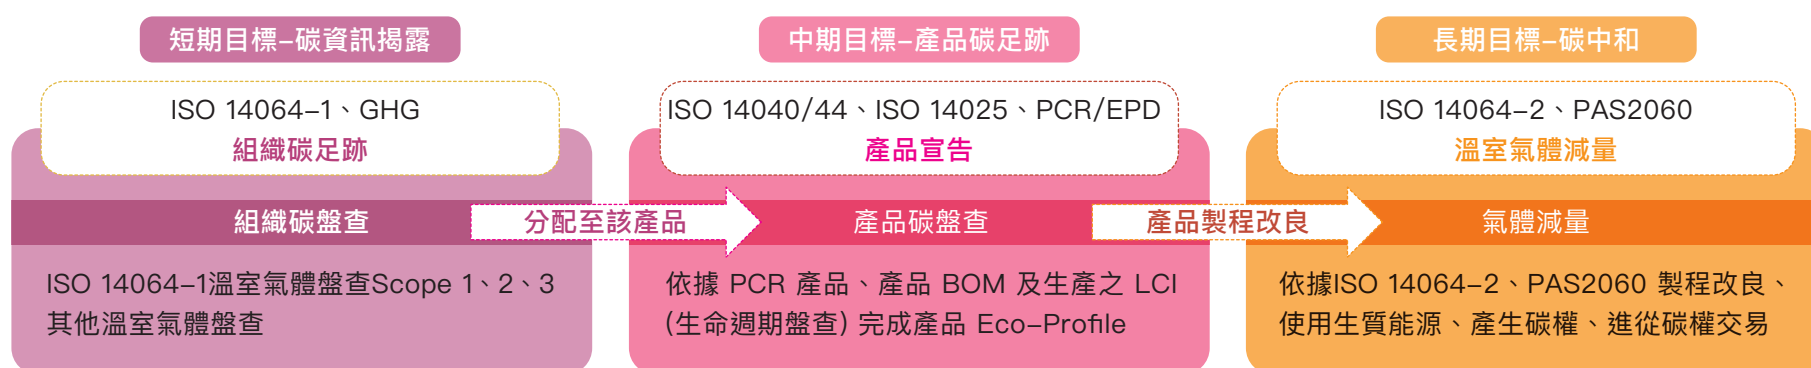 短期目標–碳資訊揭露
ISO 14064–1、GHG
組織碳足跡
組織碳盤查
ISO 14064–1溫室氣體盤查Scope 1、2、3
其他溫室氣體盤查
分配至該產品
中期目標–產品碳足跡
ISO 14040/44、ISO 14025、PCR/EPD
產品宣告
產品碳盤查
依據 PCR 產品、產品 BOM 及生產之 LCI
(生命週期盤查) 完成產品 Eco–Profile
產品製程改良
長期目標–碳中和
ISO 14064–2、PAS2060
溫室氣體減量
氣體減量
依據ISO 14064–2、PAS2060 製程改良、
使用生質能源、產生碳權、進從碳權交易